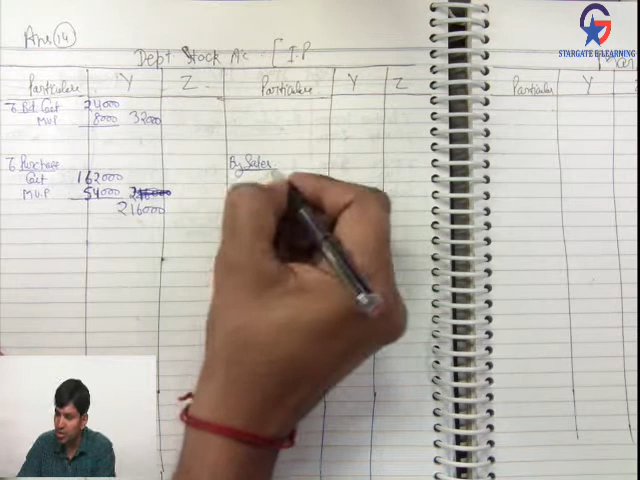 STARGATE E-LEARNING
Ans 14
Dept Stock A/c [I.P
Particulars Y Z Particulars Y Z Particular Y
To Bal Cost 24000
M.U.P 8000 32000
To Purchase By Sales
Cost 162000
M.U.P 54000
216000